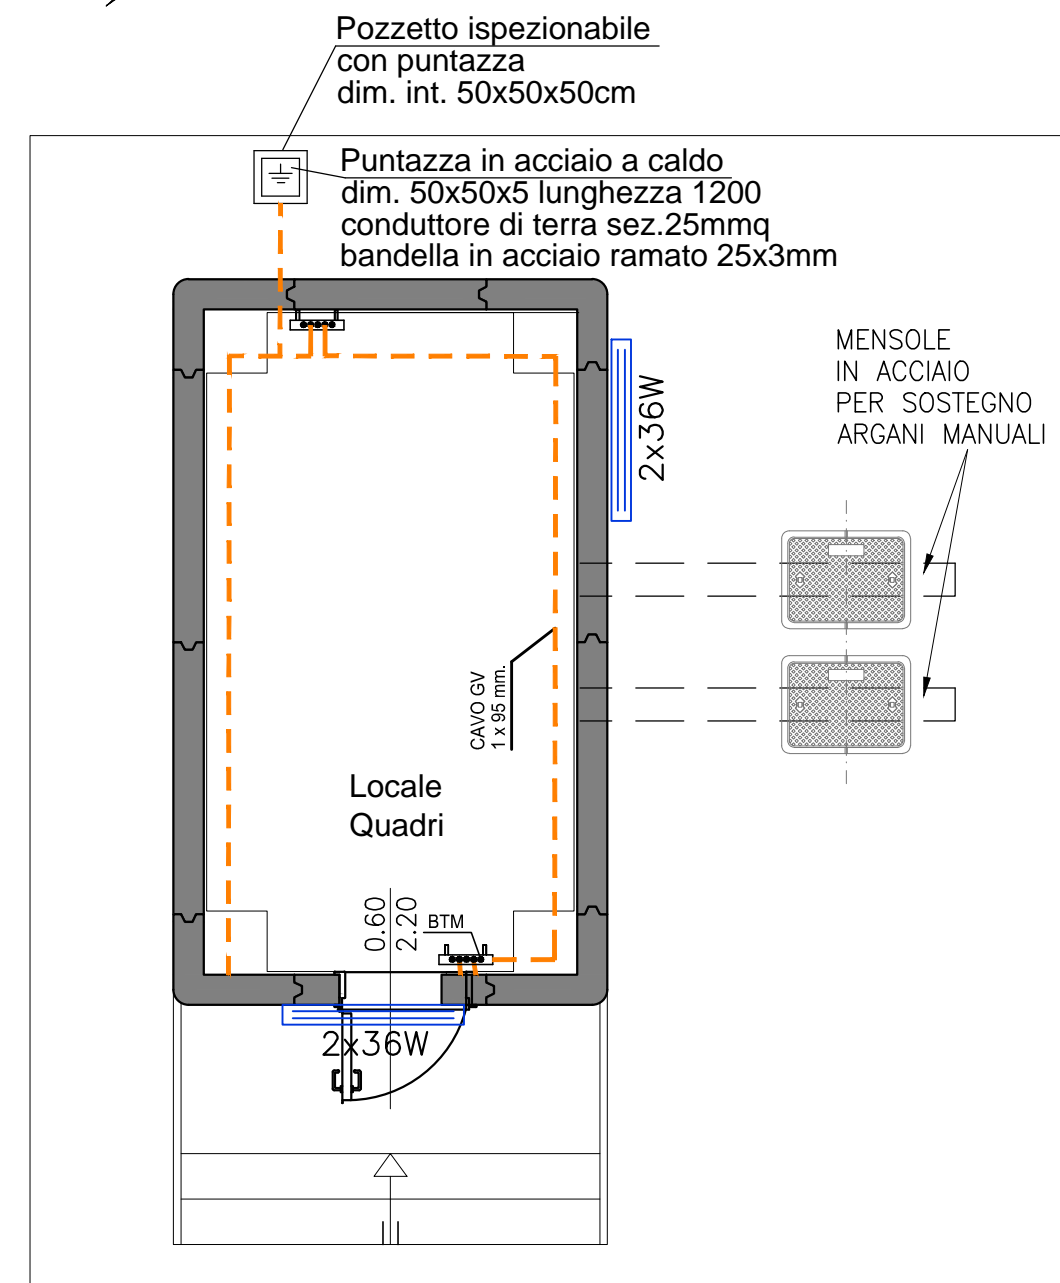 Pozzetto ispezionabile
con puntazza
dim. int. 50x50x50cm
Puntazza in acciaio a caldo
dim. 50x50x5 lunghezza 1200
conduttore di terra sez.25mmq
bandella in acciaio ramato 25x3mm
MENSOLE
IN ACCIAIO
PER SOSTEGNO
ARGANI MANUALI
2x36W
CAVO GV
1 x 95 mm.
Locale
Quadri
0.60
2.20
BTM
2x36W